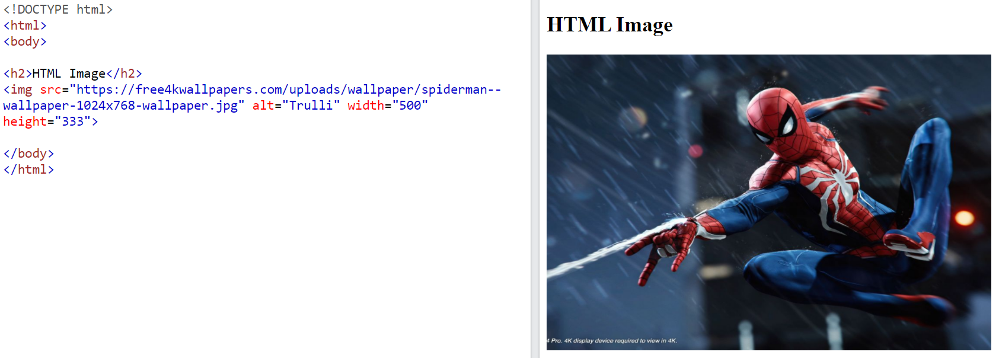 <!DOCTYPE html>
<html>
<body>
<h2>HTML Image</h2>
<img src="https://free4kwallpapers.com/uploads/wallpaper/spiderman--
wallpaper-1024x768-wallpaper.jpg" alt="Trulli" width="500"
height="333">
</body>
</html>
HTML Image
4 Pro. 4K display device required to view in 4K.